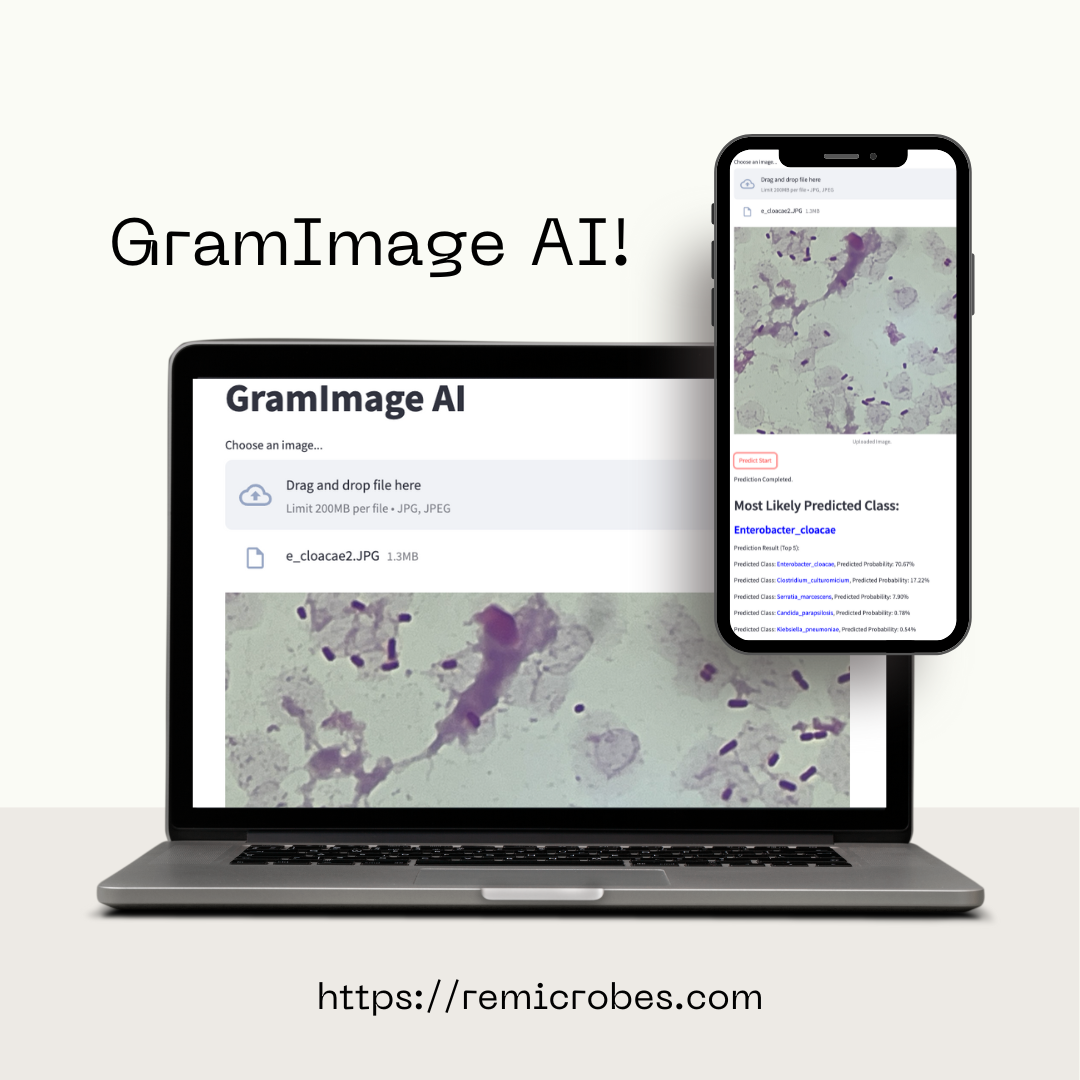 GramImage AI!
GramImage AI
Choose an image...
Drag and drop file here
Limit 200MB per file • JPG, JPEG
e_cloacae2.JPG 1.3MB
Choose an image...
Drag and drop file here
Limit 200MB per file • JPG, JPEG
e_cloacae2.JPG 1.3MB
Uploaded Image.
Predict Start
Prediction Completed.
Most Likely Predicted Class:
Enterobacter_cloacae
Prediction Result (Top 5):
Predicted Class: Enterobacter_cloacae, Predicted Probability: 70.67%
Predicted Class: Clostridium_culturomicium, Predicted Probability: 17.22%
Predicted Class: Serratia_marcescens, Predicted Probability: 7.90%
Predicted Class: Candida_parapsilosis, Predicted Probability: 0.78%
Predicted Class: Klebsiella_pneumoniae, Predicted Probability: 0.54%
https://remicrobes.com